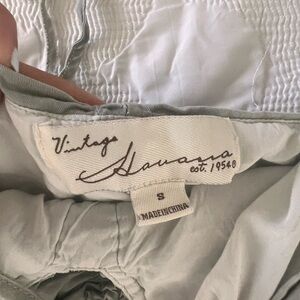 Vintage
Havana
est. 1954®
S
MADE IN CHINA